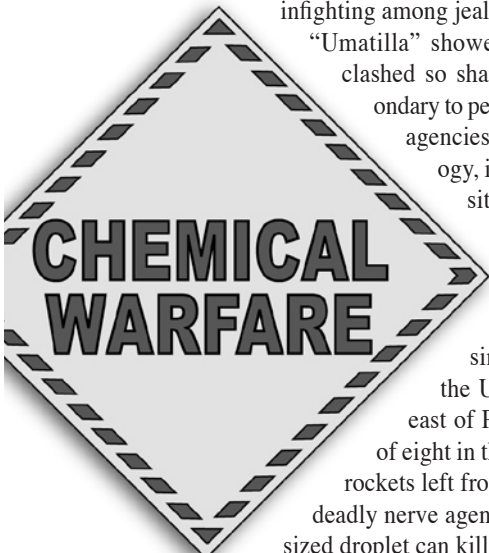 infighting among jeal
“Umatilla” showe
clashed so sha
ondary to pe
agencies
ogy, i
sit
CHEMICAL
WARFARE
the U
east of
of eight in th
rockets left fro
deadly nerve agen
sized droplet can kill